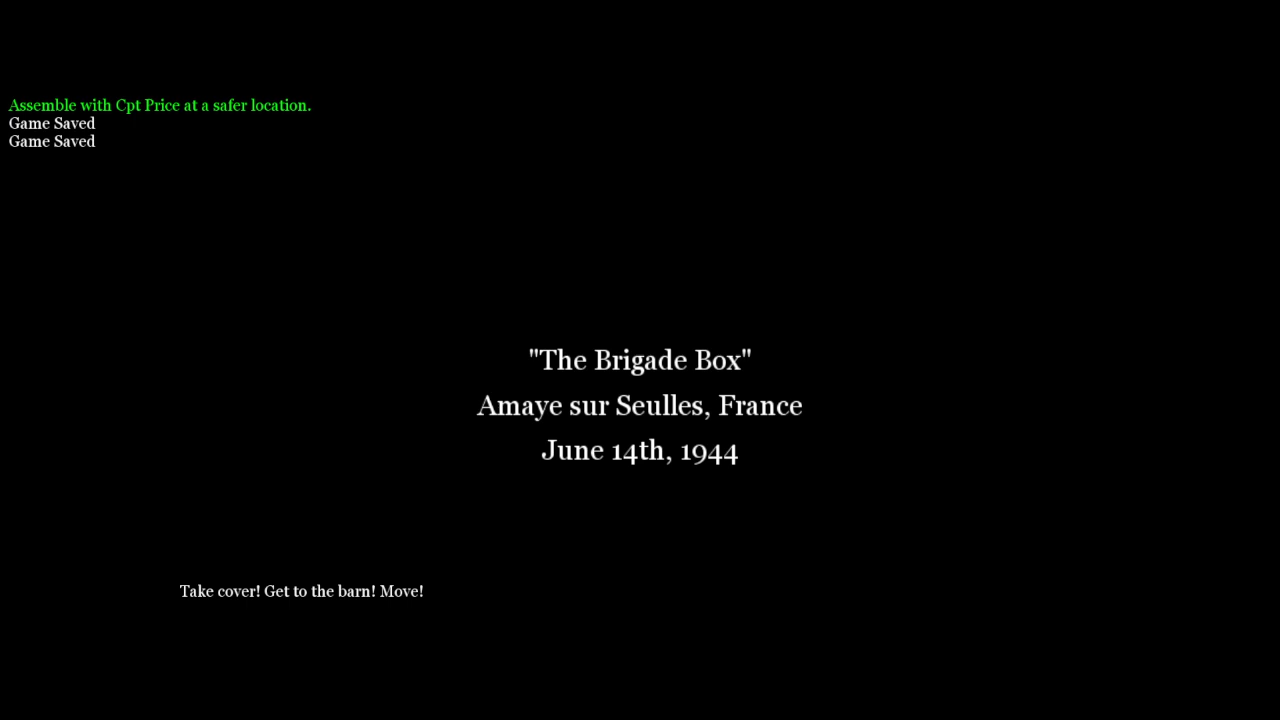 Assemble with Cpt Price at a safer location.
Game Saved
Game Saved
"The Brigade Box"
Amaye sur Seulles, France
June 14th, 1944
Take cover! Get to the barn! Move!